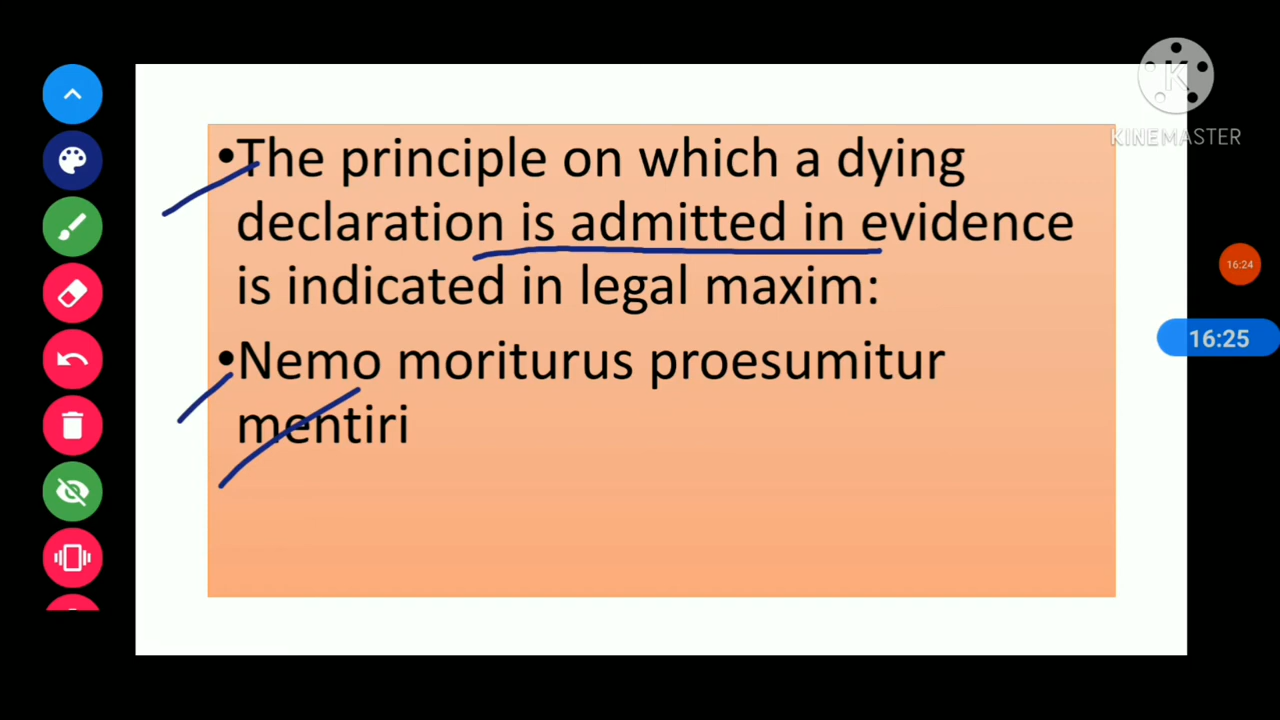 KINEMASTER
•The principle on which a dying
declaration is admitted in evidence
is indicated in legal maxim:
•Nemo moriturus proesumitur
mentiri
16:24
16:25